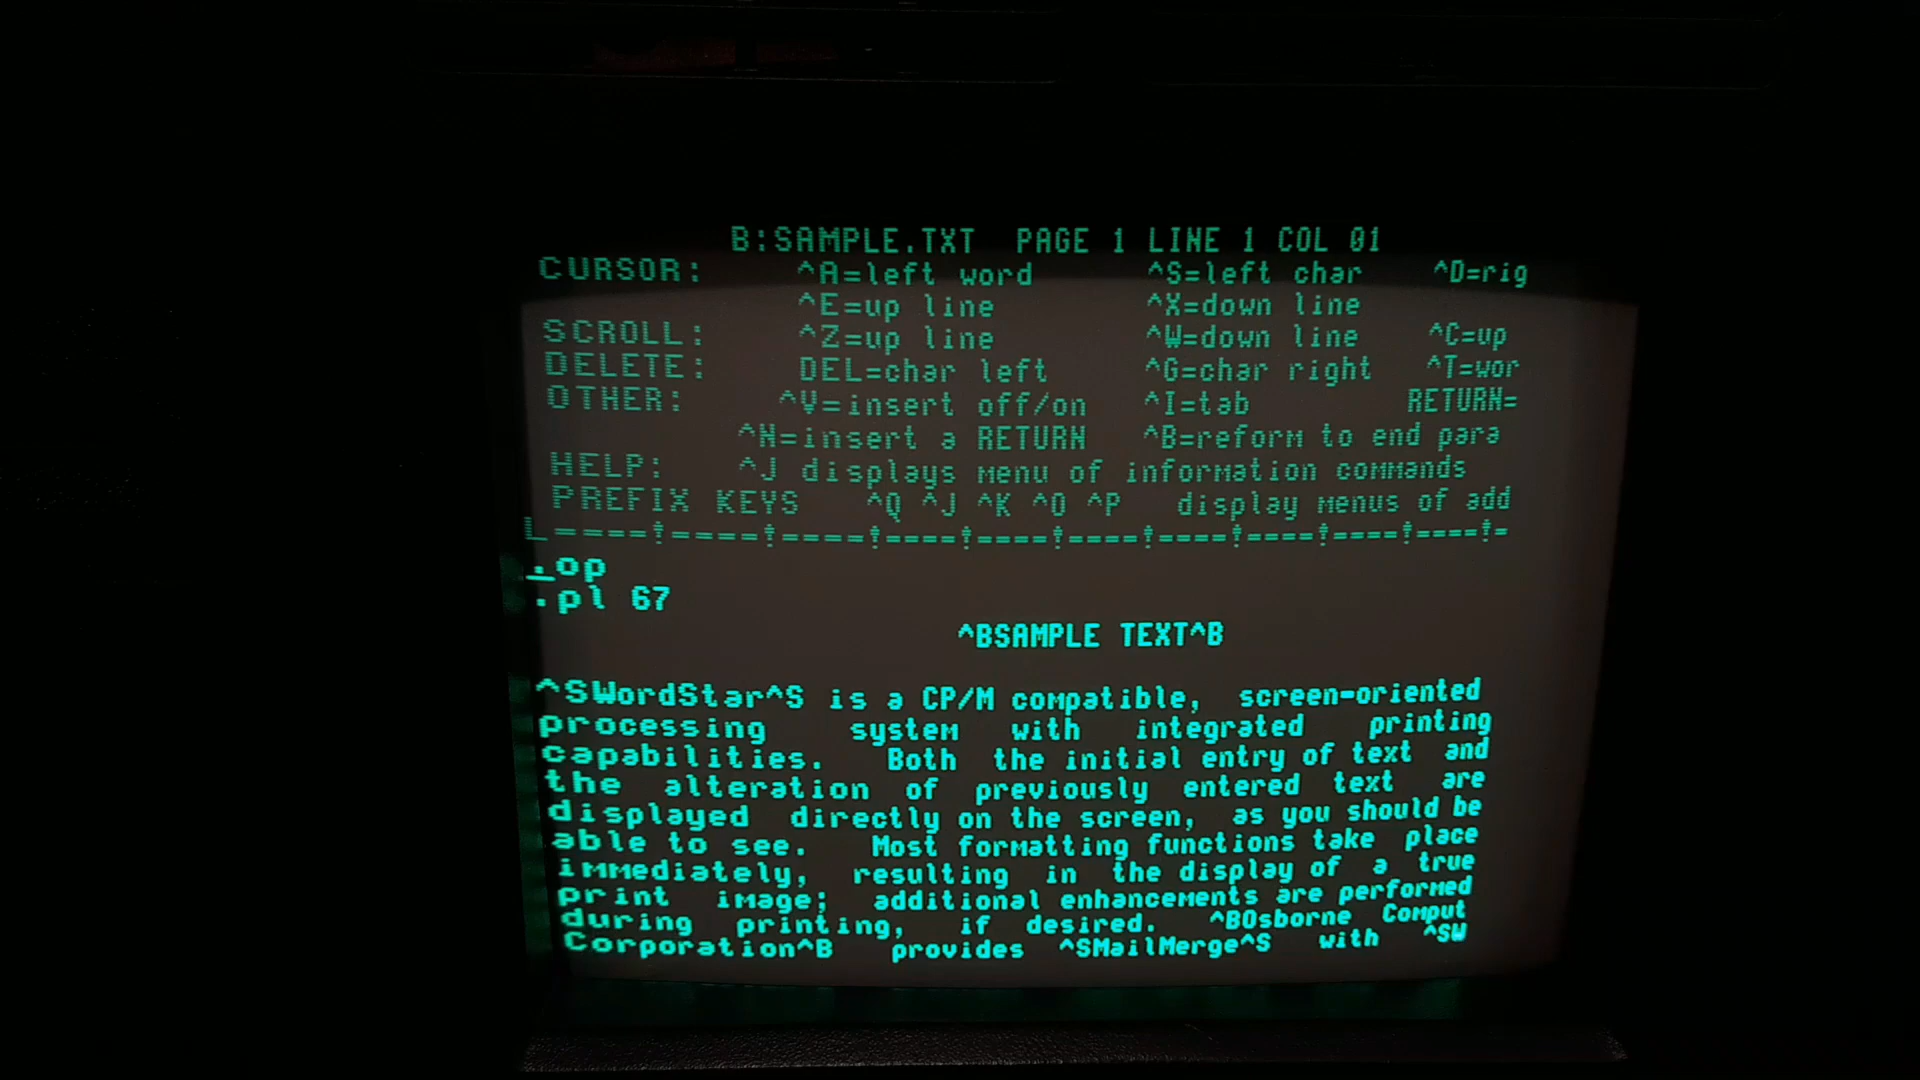 B:SAMPLE.TXT  PAGE 1 LINE 1 COL 01
CURSOR:     ^A=left word     ^S=left char     ^D=rig
^E=up line     ^X=down line
SCROLL:     ^Z=up line     ^W=down line     ^C=up
DELETE:     DEL=char left     ^G=char right     ^T=wor
OTHER:     ^V=insert off/on     ^I=tab     RETURN=
^N=insert a RETURN     ^B=reform to end para
HELP:     ^J displays menu of information commands
PREFIX KEYS     ^Q ^J ^K ^O ^P     display menus of add
L----!----!----!----!----!----!----!----!----!----!-
.op
.pl 67
^BSAMPLE TEXT^B
^SWordStar^S is a CP/M compatible, screen-oriented
processing system with integrated printing
capabilities. Both the initial entry of text and
the alteration of previously entered text are
displayed directly on the screen, as you should be
able to see. Most formatting functions take place
immediately, resulting in the display of a true
print image; additional enhancements are performed
during printing, if desired. ^BOsborne Comput
Corporation^B provides ^SMailMerge^S with ^SW